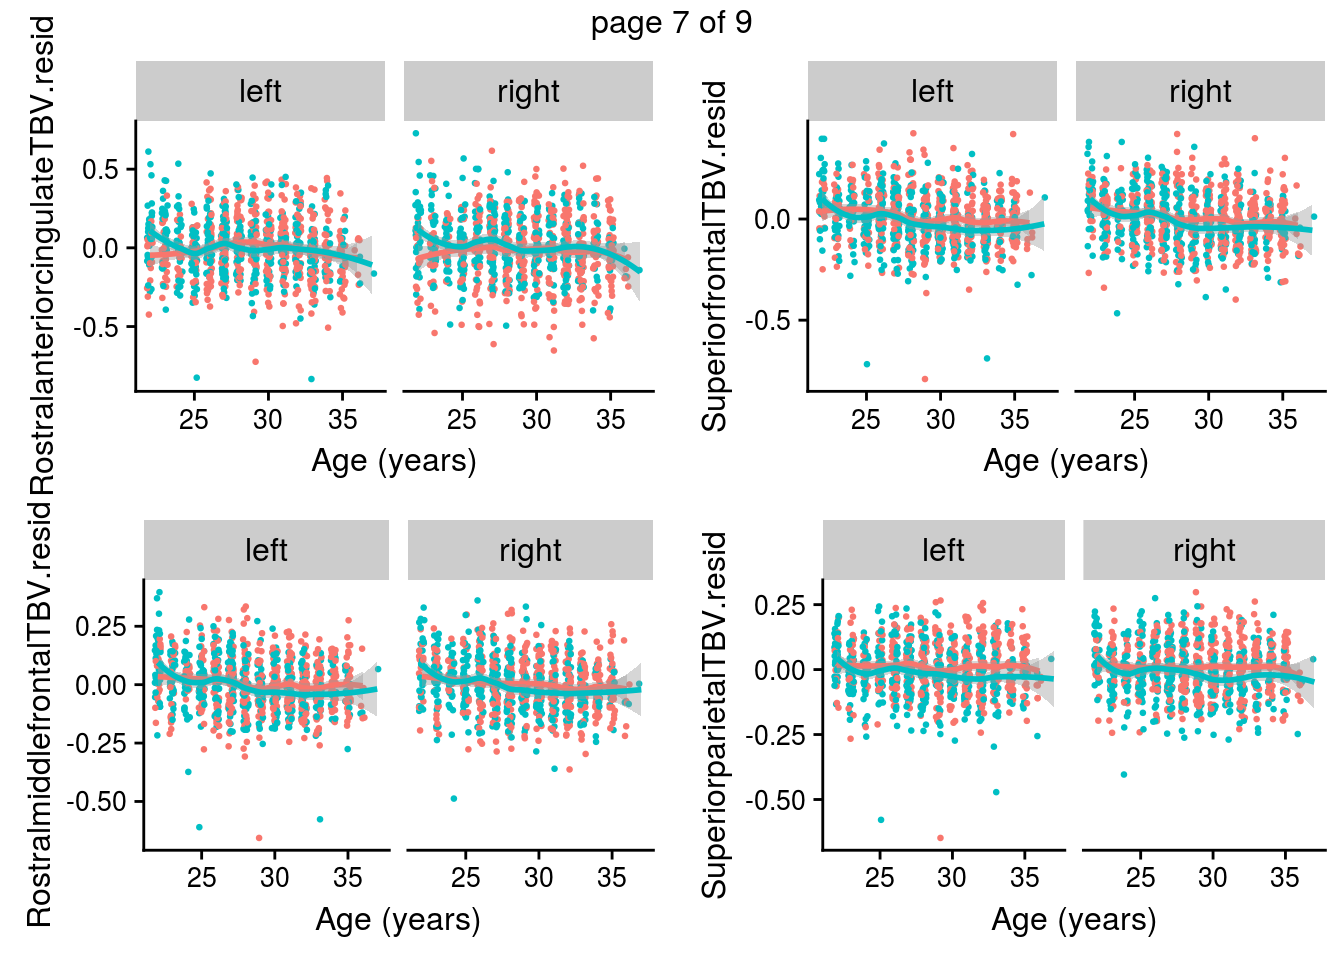 page 7 of 9
RostralanteriorcingulateTBV.resid
left
right
0.5
0.0
-0.5
25
30
35
25
30
35
Age (years)
SuperiorfrontalTBV.resid
left
right
0.0
-0.5
25
30
35
25
30
35
Age (years)
RostralmiddlefrontalTBV.resid
left
right
0.25
0.00
-0.25
-0.50
25
30
35
25
30
35
Age (years)
SuperiorparietalTBV.resid
left
right
0.25
0.00
-0.25
-0.50
25
30
35
25
30
35
Age (years)